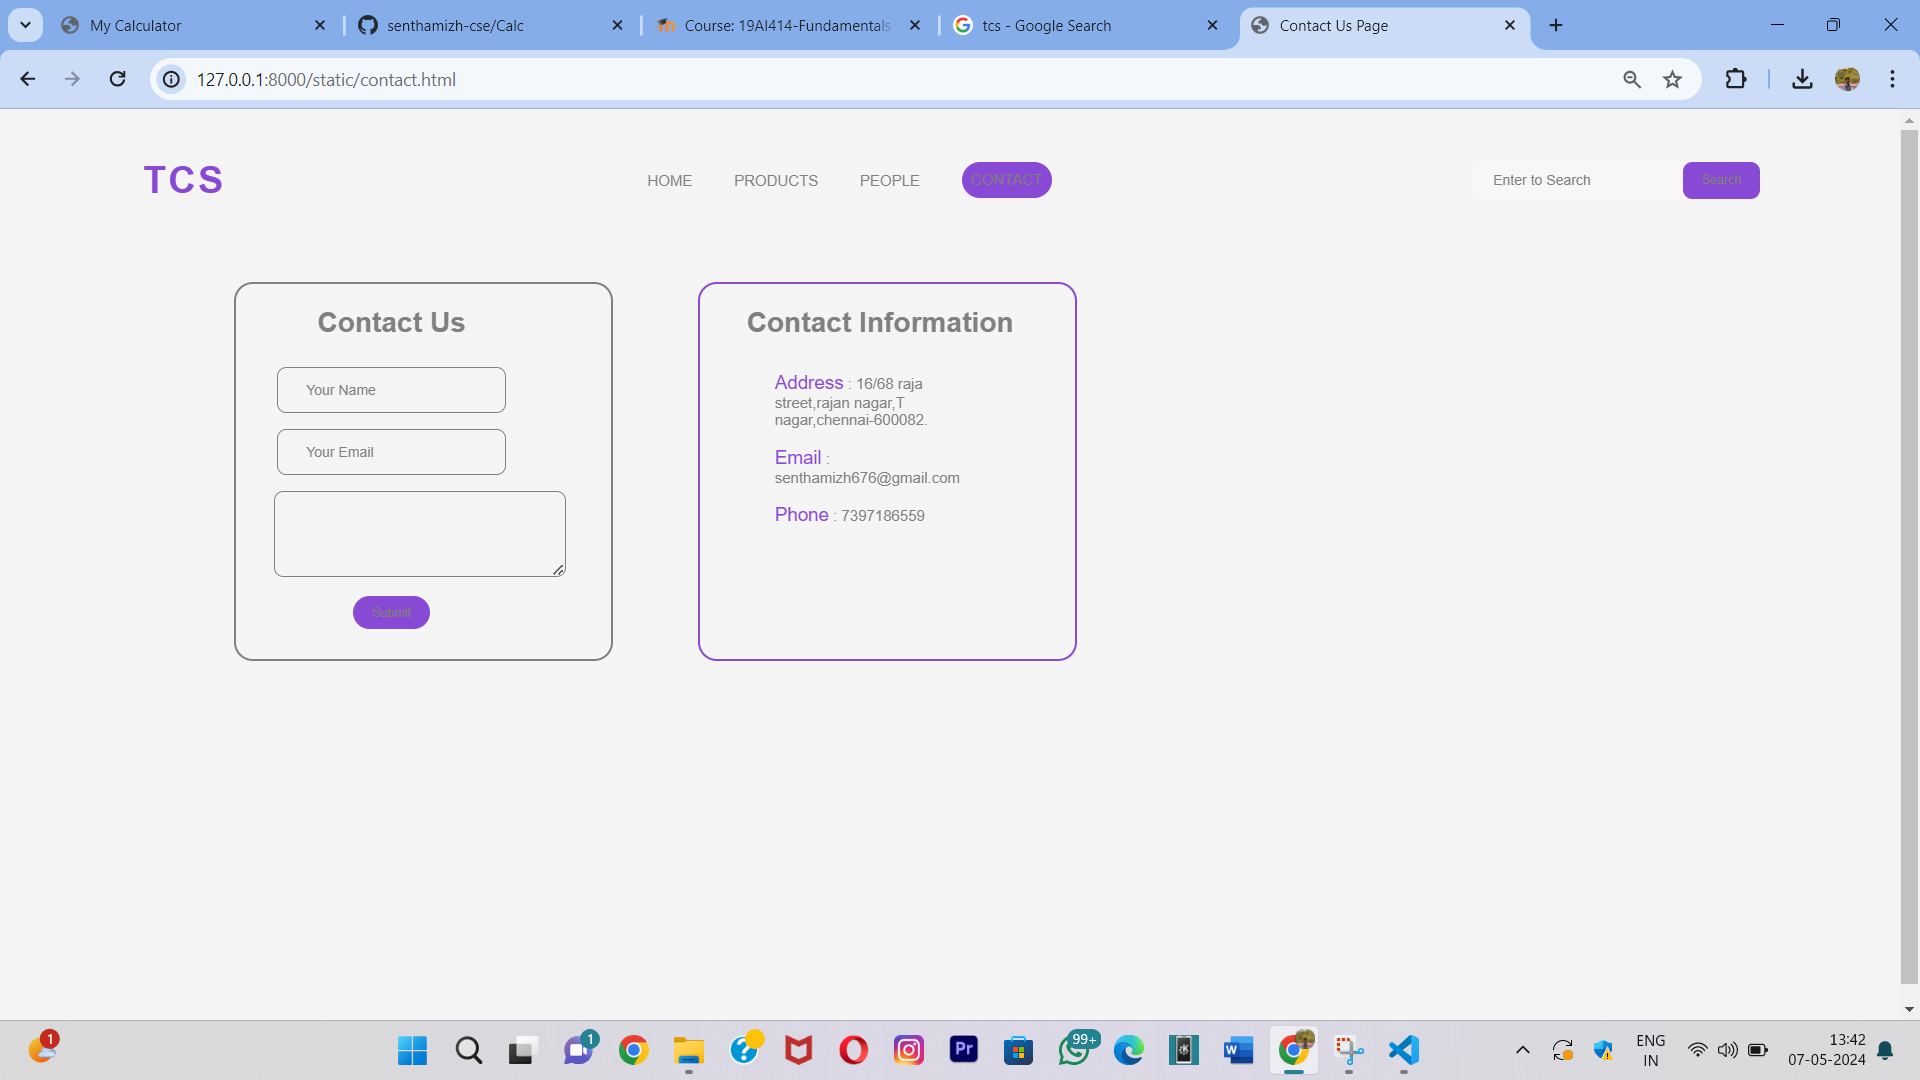 My Calculator
senthamizh-cse/Calc
Course: 19AI414-Fundamentals
tcs - Google Search
Contact Us Page
127.0.0.1:8000/static/contact.html
TCS
HOME
PRODUCTS
PEOPLE
CONTACT
Enter to Search
Search
Contact Us
Your Name
Your Email
Submit
Contact Information
Address : 16/68 raja
street,rajan nagar,T
nagar,chennai-600082.
Email :
senthamizh676@gmail.com
Phone : 7397186559
1
1
Pr
99+
W
ENG
IN
13:42
07-05-2024